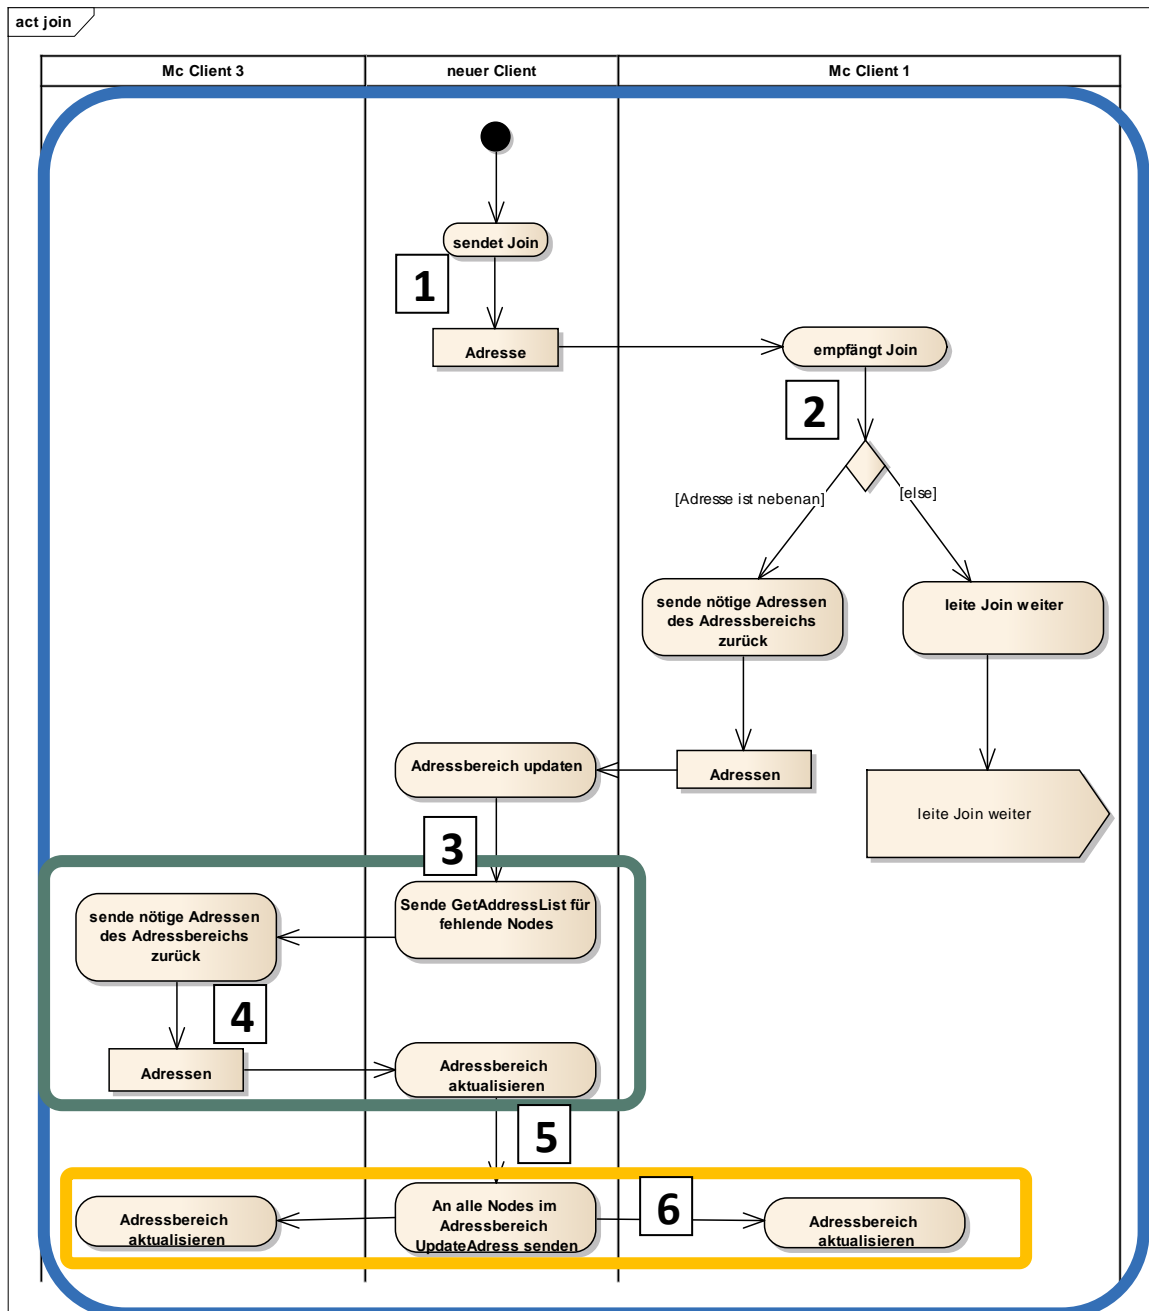 act join
Mc Client 3
neuer Client
Mc Client 1
sendet Join
1
Adresse
empfängt Join
2
[Adresse ist nebenan]
[else]
sende nötige Adressen
des Adressbereichs
zurück
leite Join weiter
Adressbereich updaten
Adressen
leite Join weiter
3
Sende GetAddressList für
fehlende Nodes
sende nötige Adressen
des Adressbereichs
zurück
4
Adressen
Adressbereich
aktualisieren
5
An alle Nodes im
Adressbereich
UpdateAdress senden
6
Adressbereich
aktualisieren
Adressbereich
aktualisieren